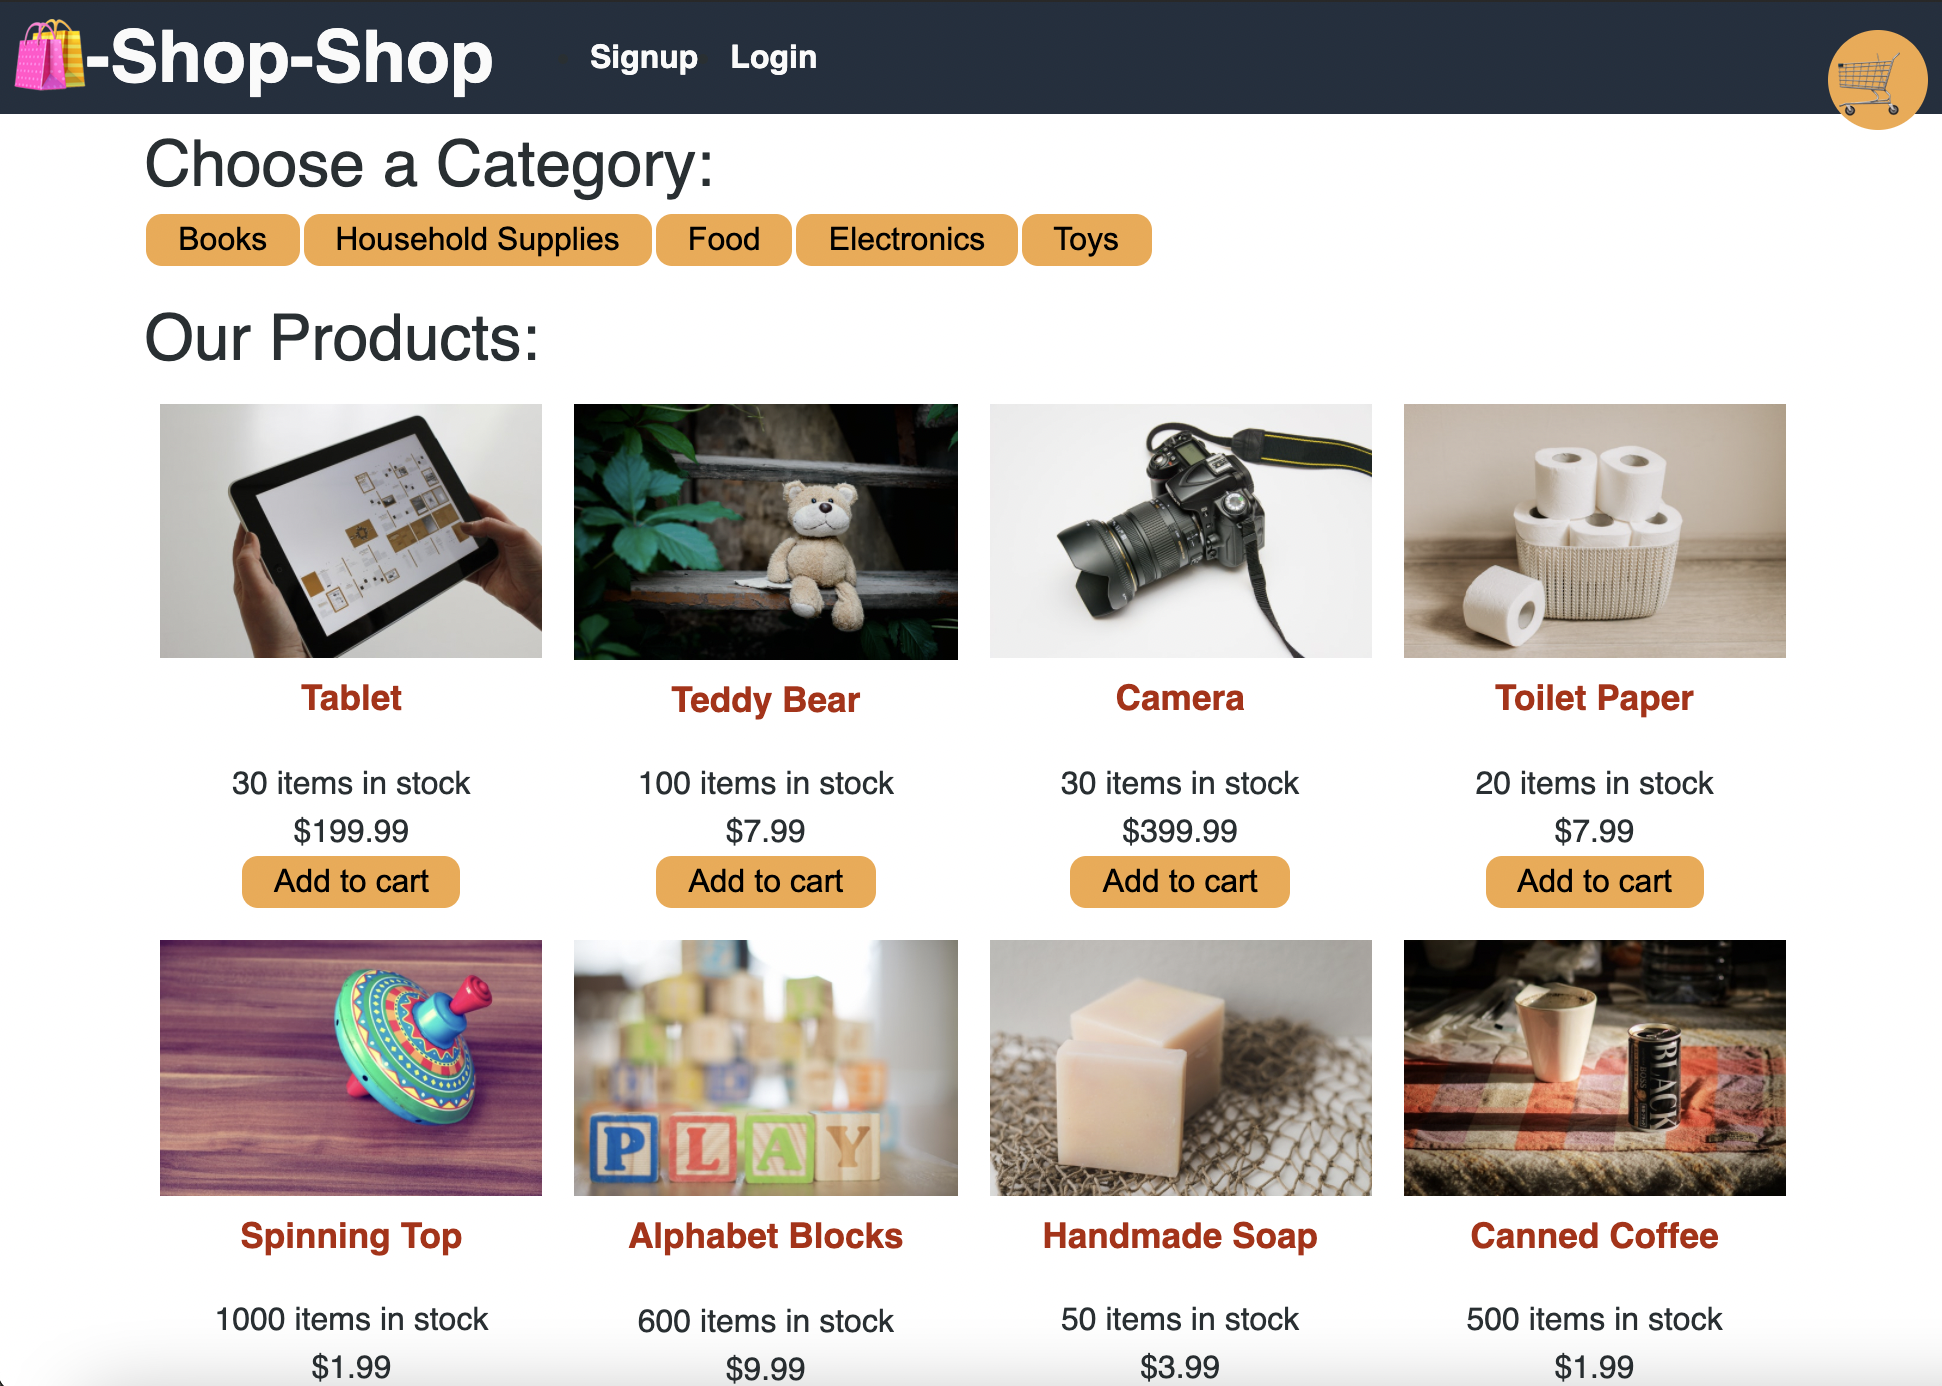 -Shop-Shop Signup Login
Choose a Category:
Books Household Supplies Food Electronics Toys
Our Products:
Tablet Teddy Bear Camera Toilet Paper
30 items in stock 100 items in stock 30 items in stock 20 items in stock
$199.99 $7.99 $399.99 $7.99
Add to cart Add to cart Add to cart Add to cart
PLAY
BOSS
BLACK
Spinning Top Alphabet Blocks Handmade Soap Canned Coffee
1000 items in stock 600 items in stock 50 items in stock 500 items in stock
$1.99 $9.99 $3.99 $1.99